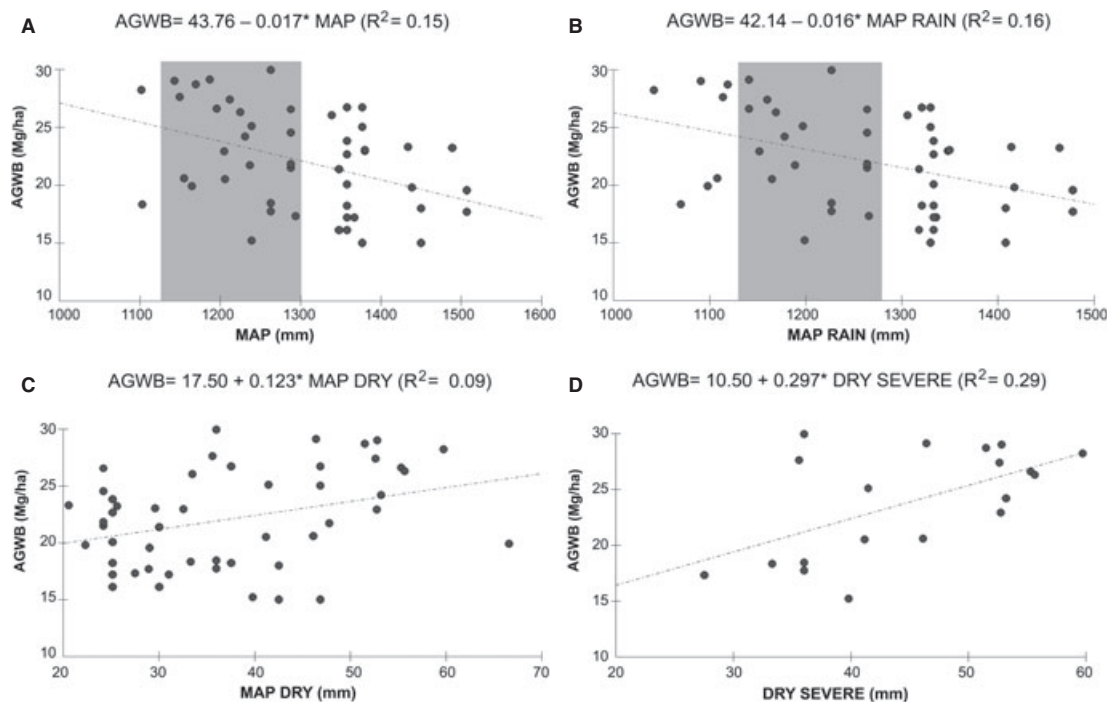 A
AGWB= 43.76 – 0.017* MAP (R²= 0.15)
AGWB (Mg/ha)
30
25
20
15
10
1000 1100 1200 1300 1400 1500 1600
MAP (mm)
B
AGWB= 42.14 – 0.016* MAP RAIN (R²= 0.16)
AGWB (Mg/ha)
30
25
20
15
10
1000 1100 1200 1300 1400 1500
MAP RAIN (mm)
C
AGWB= 17.50 + 0.123* MAP DRY (R²= 0.09)
AGWB (Mg/ha)
30
25
20
15
10
20 30 40 50 60 70
MAP DRY (mm)
D
AGWB= 10.50 + 0.297* DRY SEVERE (R²= 0.29)
AGWB (Mg/ha)
30
25
20
15
10
20 30 40 50 60
DRY SEVERE (mm)